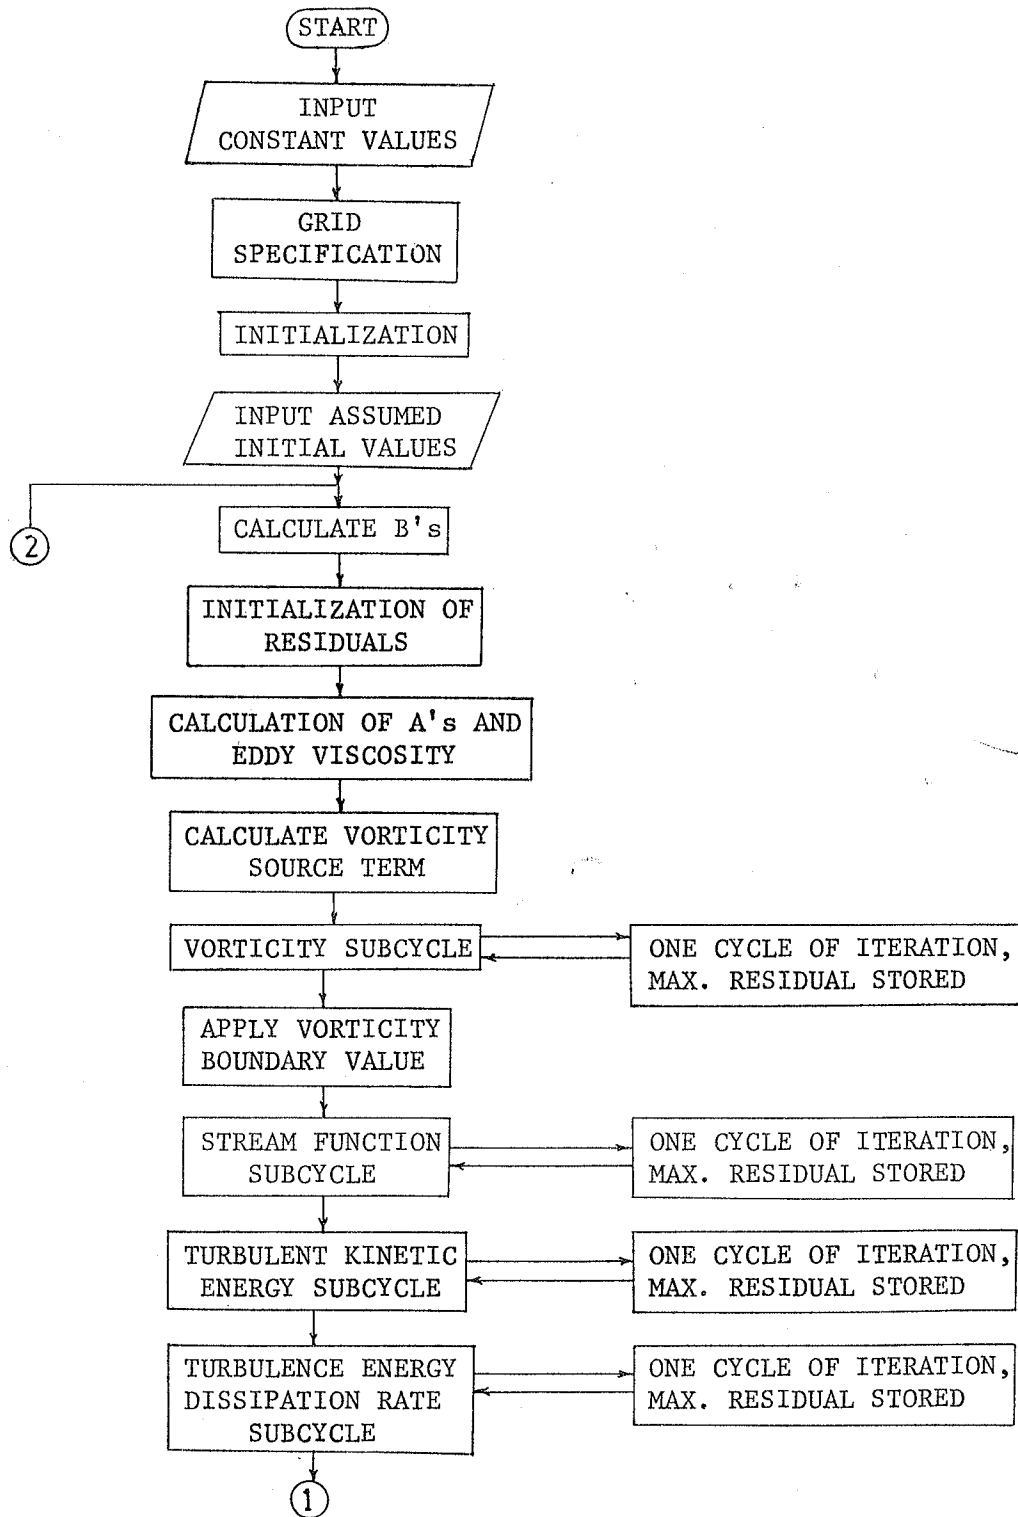 START
INPUT
CONSTANT VALUES
GRID
SPECIFICATION
INITIALIZATION
INPUT ASSUMED
INITIAL VALUES
2
CALCULATE B's
INITIALIZATION OF
RESIDUALS
CALCULATION OF A's AND
EDDY VISCOSITY
CALCULATE VORTICITY
SOURCE TERM
VORTICITY SUBCYCLE
ONE CYCLE OF ITERATION,
MAX. RESIDUAL STORED
APPLY VORTICITY
BOUNDARY VALUE
STREAM FUNCTION
SUBCYCLE
ONE CYCLE OF ITERATION,
MAX. RESIDUAL STORED
TURBULENT KINETIC
ENERGY SUBCYCLE
ONE CYCLE OF ITERATION,
MAX. RESIDUAL STORED
TURBULENCE ENERGY
DISSIPATION RATE
SUBCYCLE
ONE CYCLE OF ITERATION,
MAX. RESIDUAL STORED
1